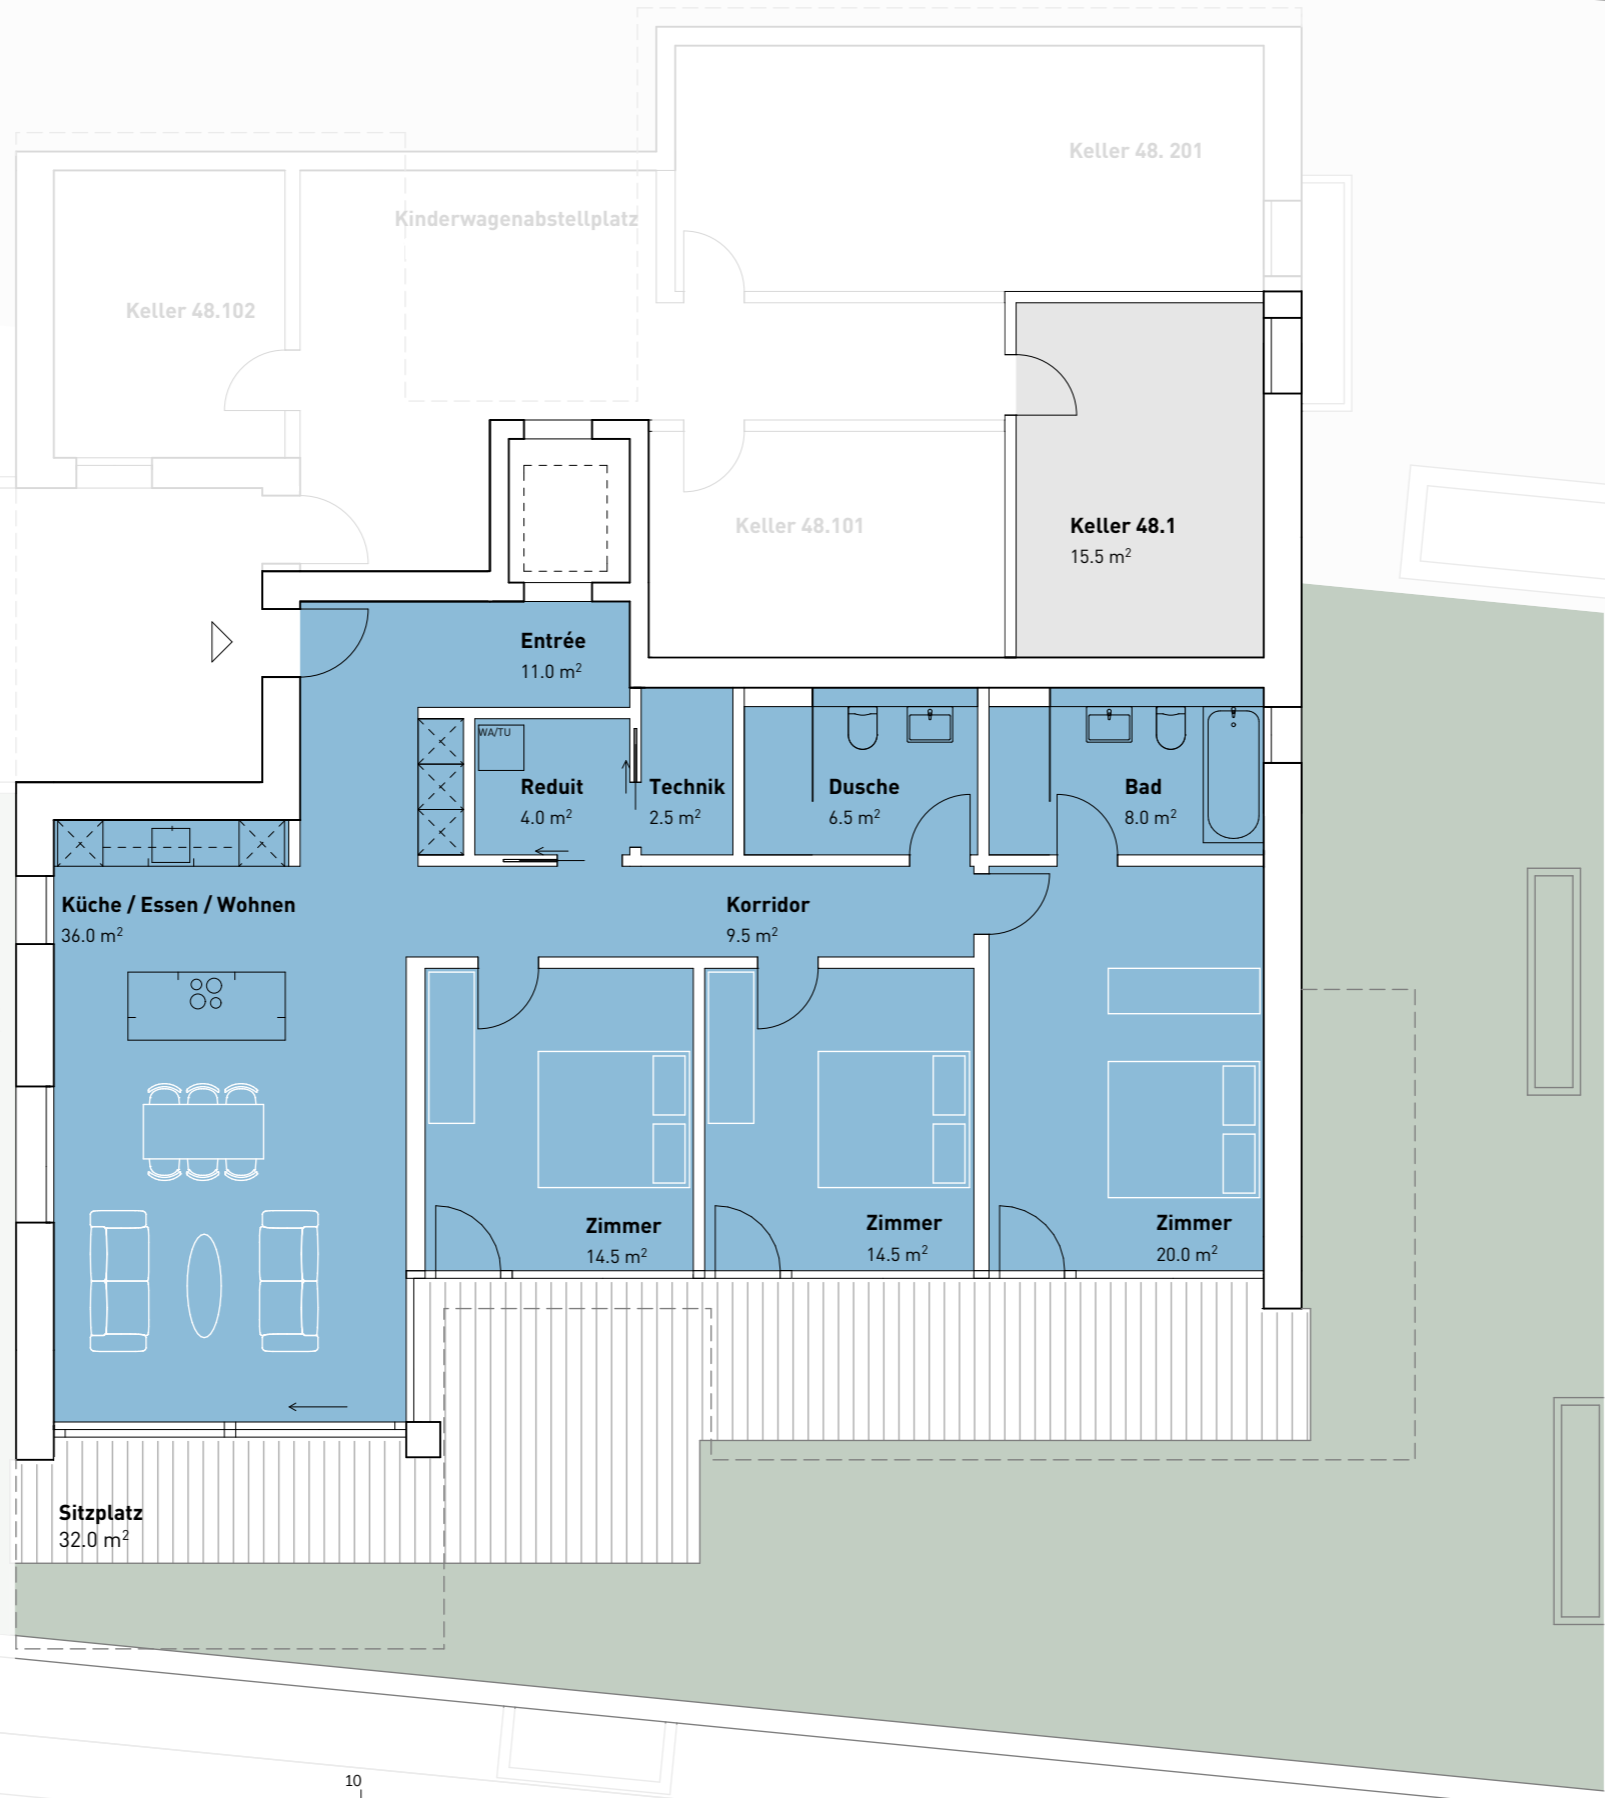 Keller 48. 201
Kinderwagenabstellplatz
Keller 48.102
Keller 48.101
Keller 48.1
15.5 m²
Entrée
11.0 m²
WA/TU
Reduit
4.0 m²
Technik
2.5 m²
Dusche
6.5 m²
Bad
8.0 m²
Küche / Essen / Wohnen
36.0 m²
Korridor
9.5 m²
Zimmer
14.5 m²
Zimmer
14.5 m²
Zimmer
20.0 m²
Sitzplatz
32.0 m²
10